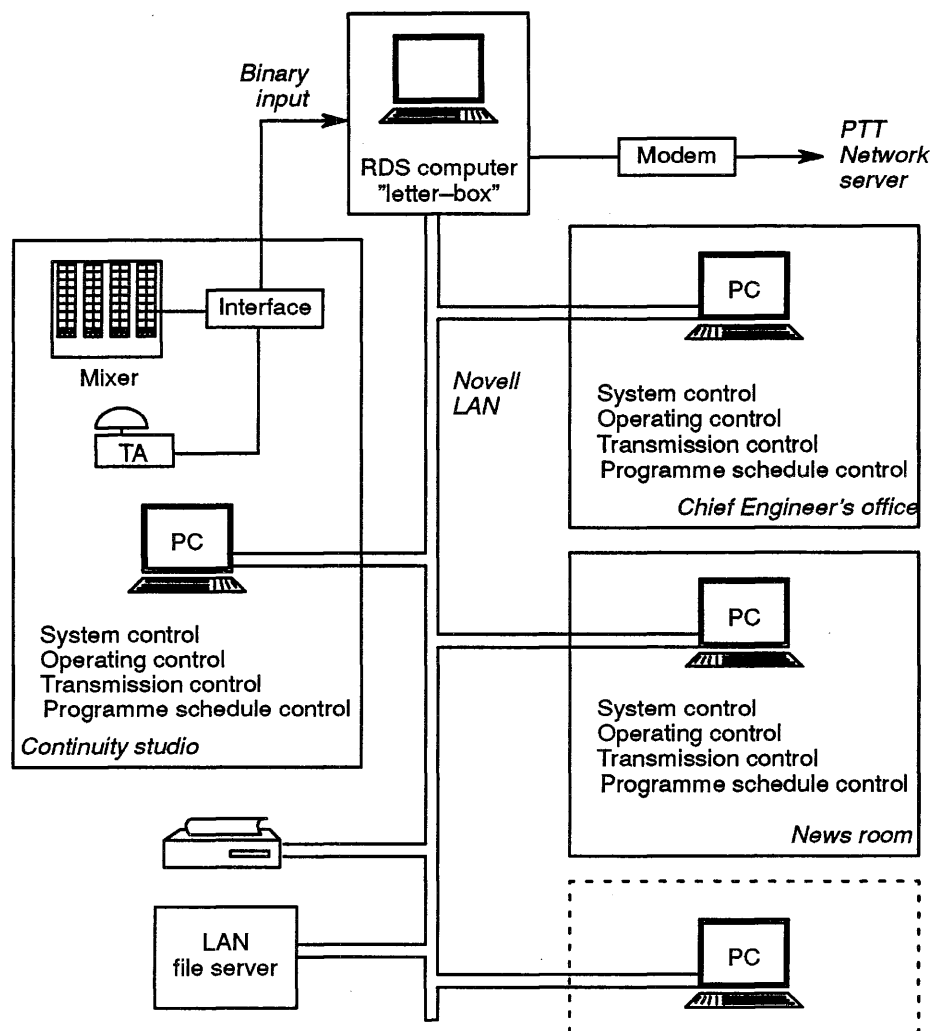 Binary
input
RDS computer
"letter–box"
Modem
PTT
Network
server
Mixer
Interface
TA
PC
System control
Operating control
Transmission control
Programme schedule control
Continuity studio
Novell
LAN
PC
System control
Operating control
Transmission control
Programme schedule control
Chief Engineer's office
PC
System control
Operating control
Transmission control
Programme schedule control
News room
LAN
file server
PC